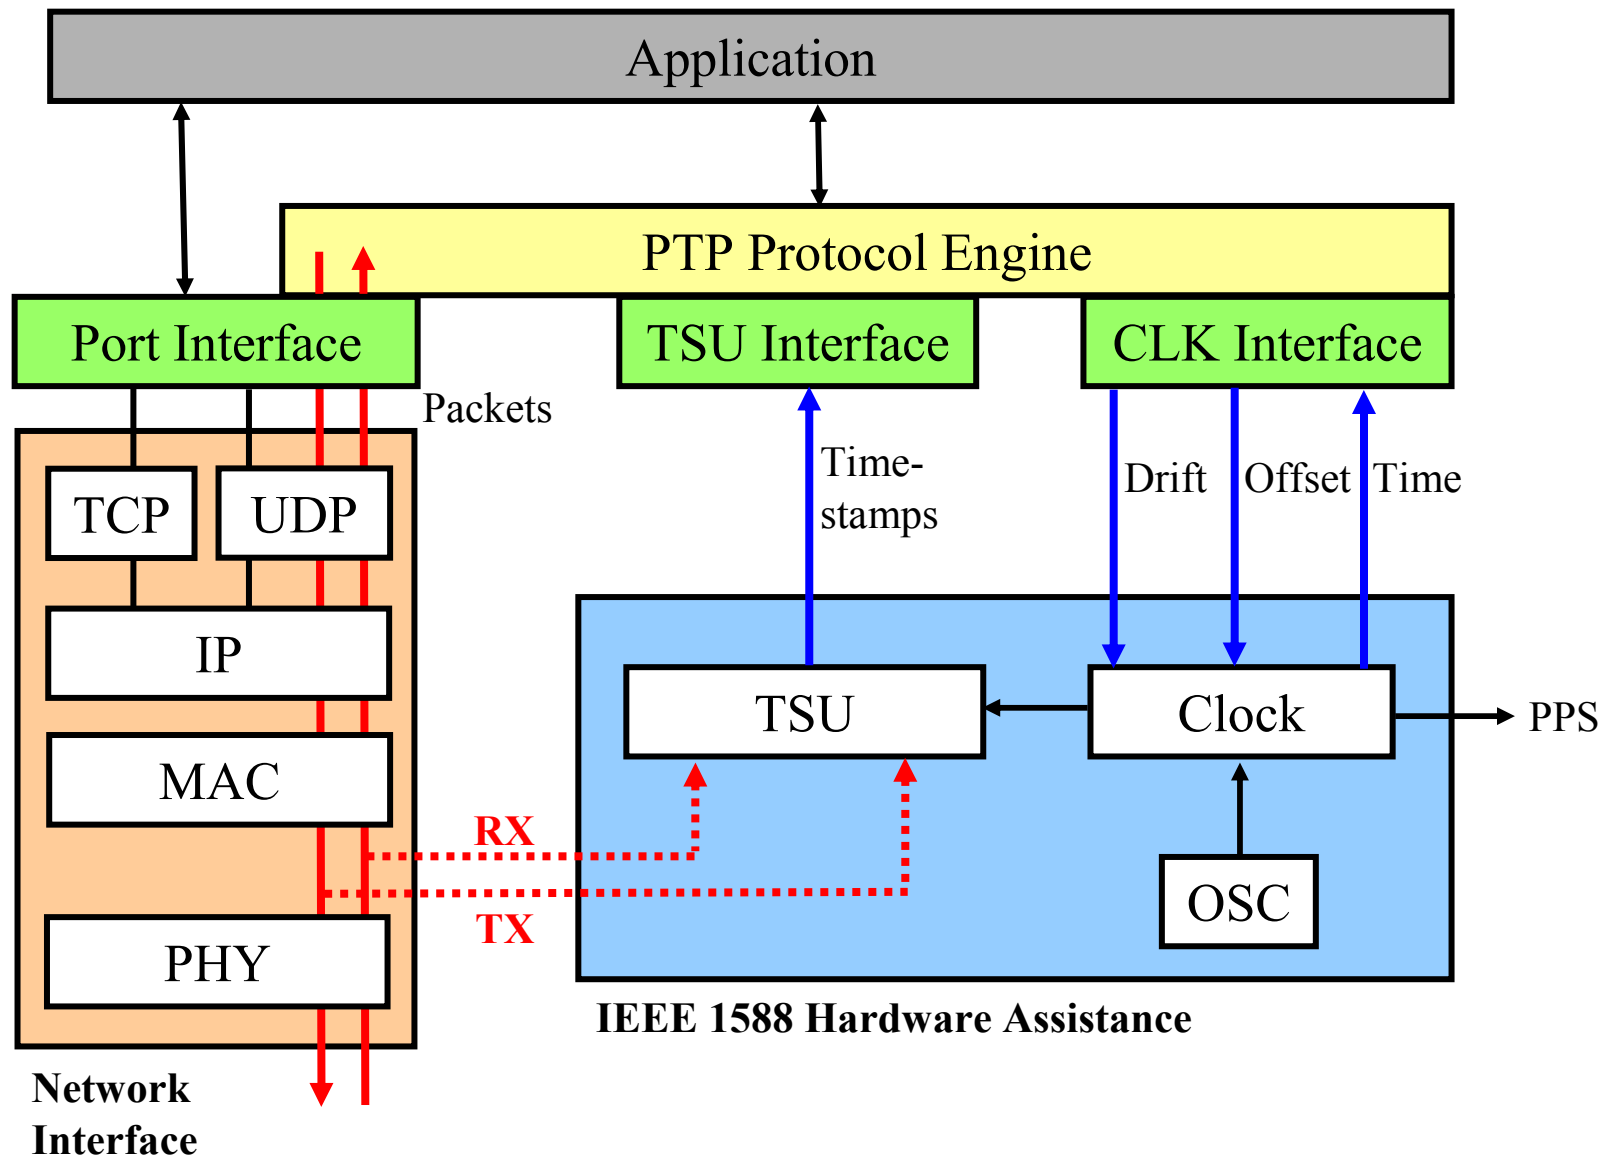 Application
PTP Protocol Engine
Port Interface
TSU Interface
CLK Interface
Packets
Time-
stamps
Drift
Offset
Time
TCP
UDP
IP
MAC
PHY
RX
TX
TSU
Clock
PPS
OSC
IEEE 1588 Hardware Assistance
Network
Interface